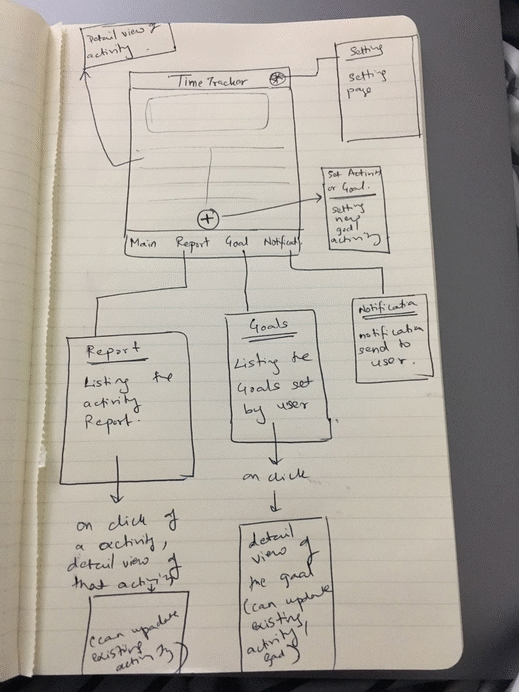 Detail view of
activity.
Setting
setting
page
Time Tracker
Set Activity
or Goal.
setting
new
goal
activity
Main Report Goal Notificati
Report
Listing the
activity
Report.
Goals
Listing the
Goals set
by user
Notification
notification
send to
user.
on click
on click of
a activity,
detail view of
that activity
(can update
existing
activity)
detail
view of
the goal
(can update
existing
activity,
goal)